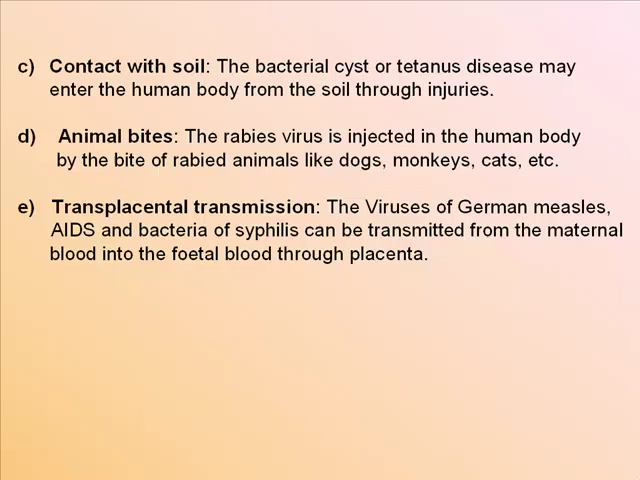 c) Contact with soil: The bacterial cyst or tetanus disease may
enter the human body from the soil through injuries.
d) Animal bites: The rabies virus is injected in the human body
by the bite of rabied animals like dogs, monkeys, cats, etc.
e) Transplacental transmission: The Viruses of German measles,
AIDS and bacteria of syphilis can be transmitted from the maternal
blood into the foetal blood through placenta.